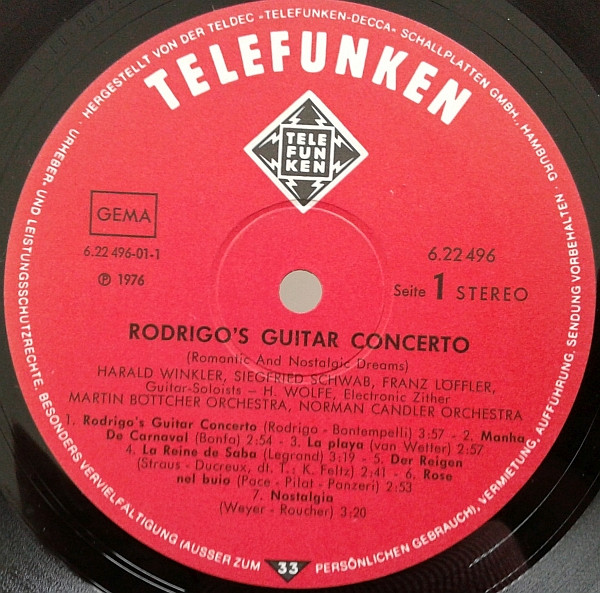 URHEBER- UND LEISTUNGSSCHUTZRECHTE, BESONDERS VERVIELFÄLTIGUNG (AUSSER ZUM PERSÖNLICHEN GEBRAUCH), VERMIETUNG, AUFFÜHRUNG, SENDUNG VORBEHALTEN
· HERGESTELLT VON DER TELDEC »TELEFUNKEN-DECCA« SCHALLPLATTEN GMBH., HAMBURG ·
TELEFUNKEN
TELE
FUN
KEN
GEMA
6.22 496-01-1
Ⓟ 1976
6.22 496
Seite 1 STEREO
RODRIGO'S GUITAR CONCERTO
(Romantic And Nostalgic Dreams)
HARALD WINKLER, SIEGFRIED SCHWAB, FRANZ LÖFFLER,
Guitar-Soloists – H. WOLFE, Electronic Zither
MARTIN BÖTTCHER ORCHESTRA, NORMAN CANDLER ORCHESTRA
1. Rodrigo's Guitar Concerto (Rodrigo - Bontempelli) 3:57 - 2. Manha
De Carnaval (Bonfa) 2:54 - 3. La playa (van Wetter) 2:57
4. La Reine de Saba (Legrand) 3:19 - 5. Der Reigen
(Straus - Ducreux, dt. T.: K. Feltz) 2:41 - 6. Rose
nel buio (Pace - Pilat - Panzeri) 2:53
7. Nostalgia
(Weyer - Raucher) 3:20
33